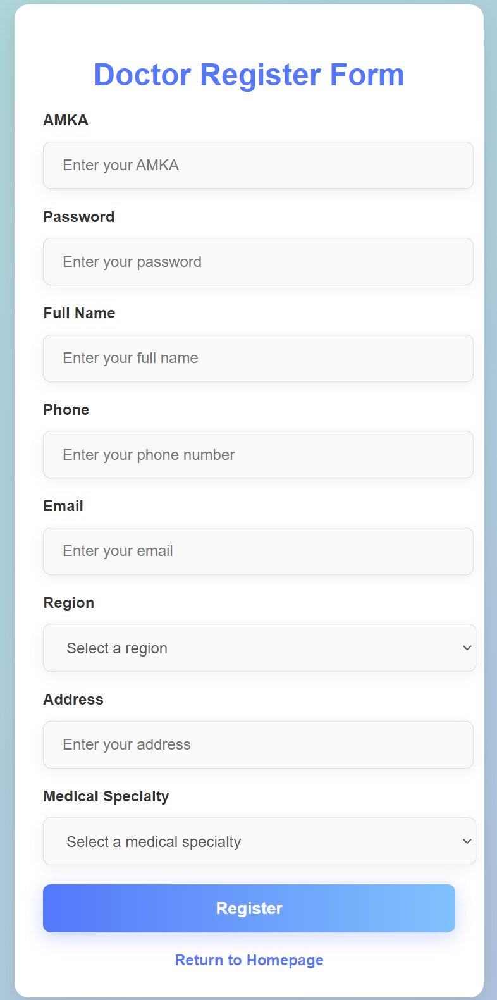 Doctor Register Form
AMKA
Enter your AMKA
Password
Enter your password
Full Name
Enter your full name
Phone
Enter your phone number
Email
Enter your email
Region
Select a region
Address
Enter your address
Medical Specialty
Select a medical specialty
Register
Return to Homepage